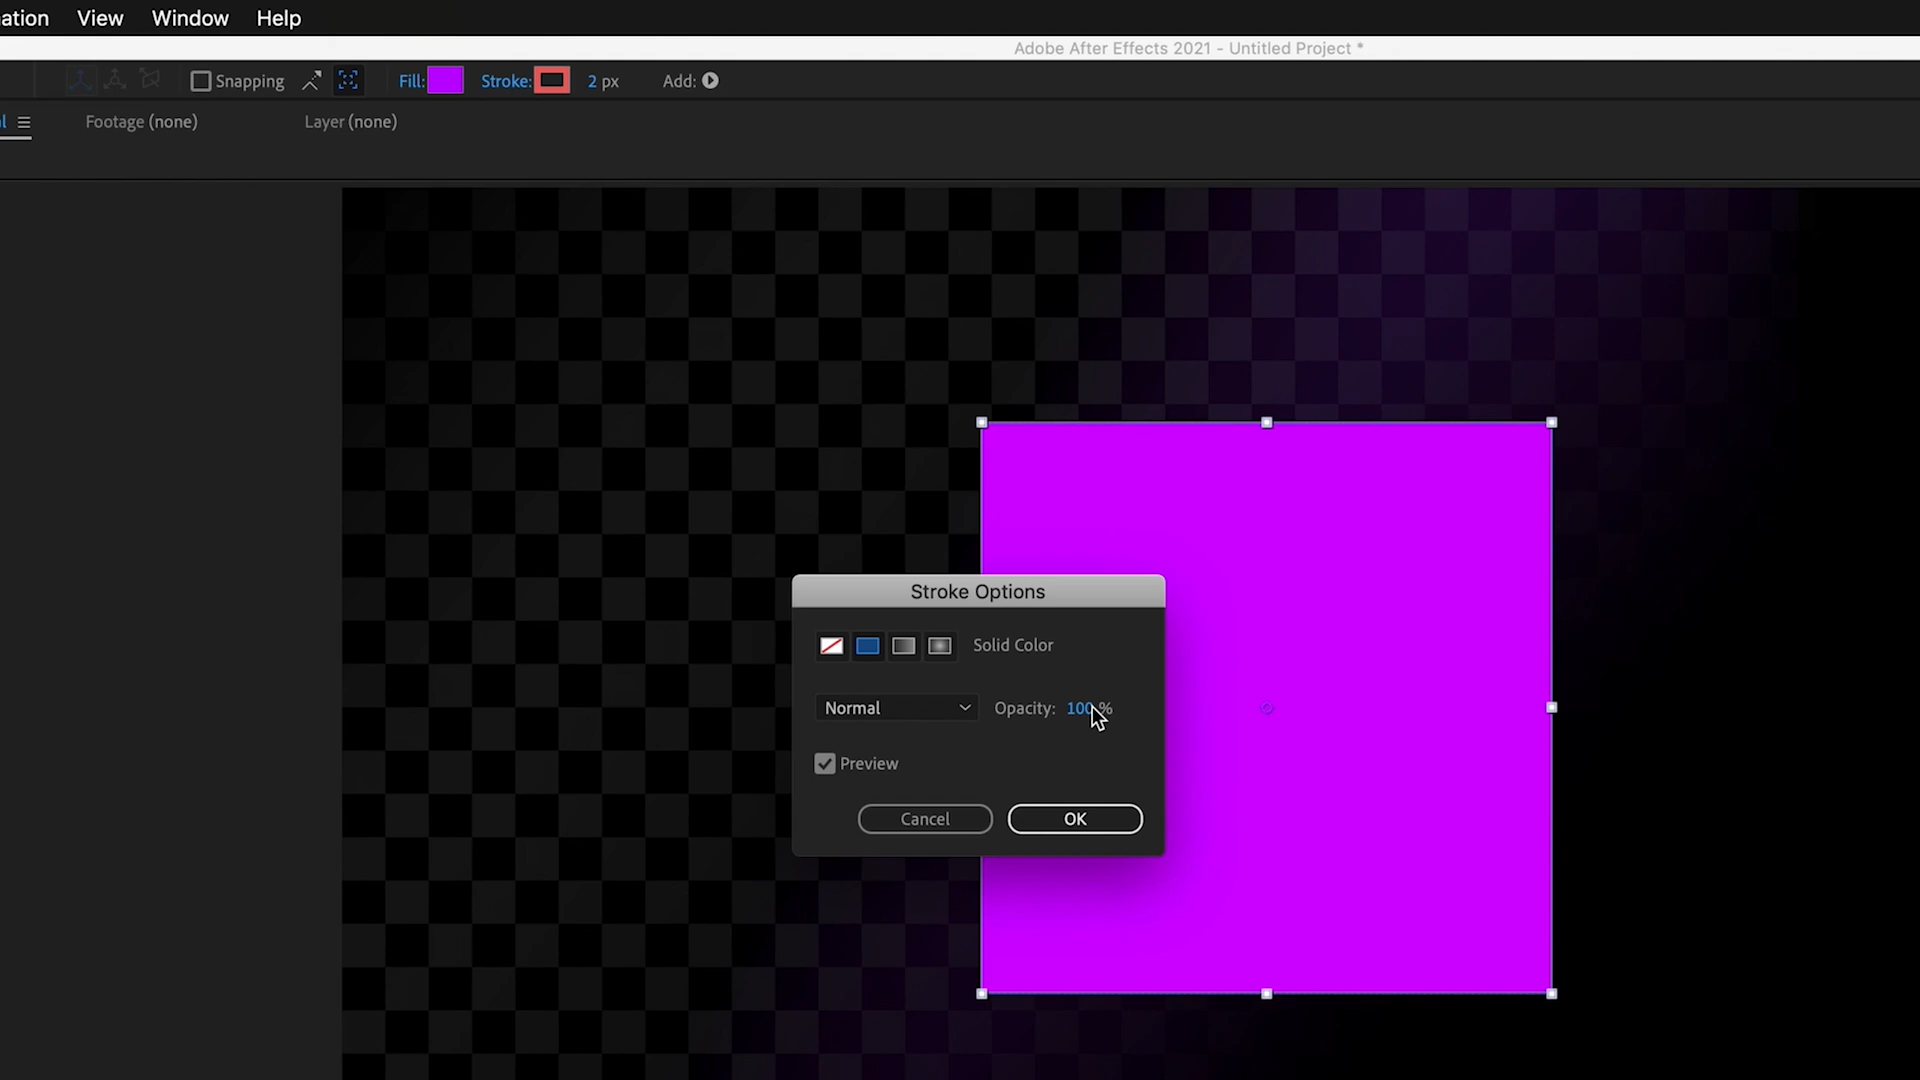 ation View Window Help
Adobe After Effects 2021 - Untitled Project *
Snapping Fill: Stroke: 2 px Add:
al Footage (none) Layer (none)
Stroke Options
Solid Color
Normal Opacity: 100 %
Preview
Cancel OK